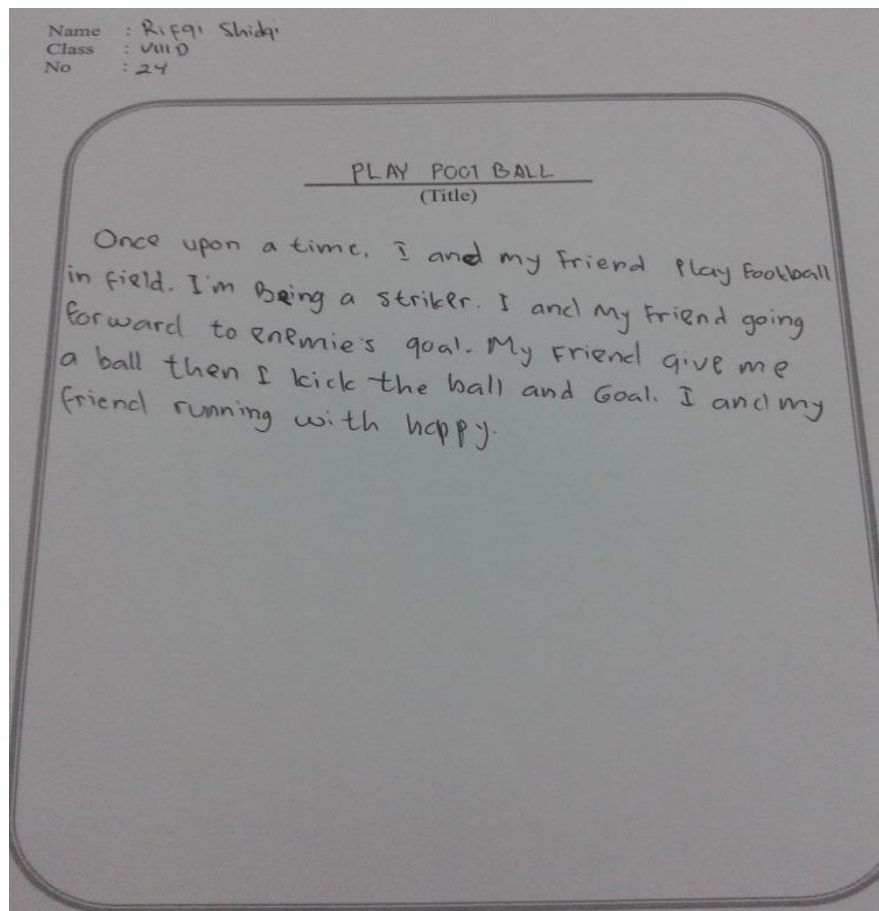 Name : Rifqi Shidqi
Class : VIII D
No : 24
PLAY FOOT BALL
(Title)
Once upon a time, I and my friend play football
in field. I'm Being a striker. I and my friend going
forward to enemie's goal. My friend give me
a ball then I kick the ball and Goal. I and my
friend running with happy.